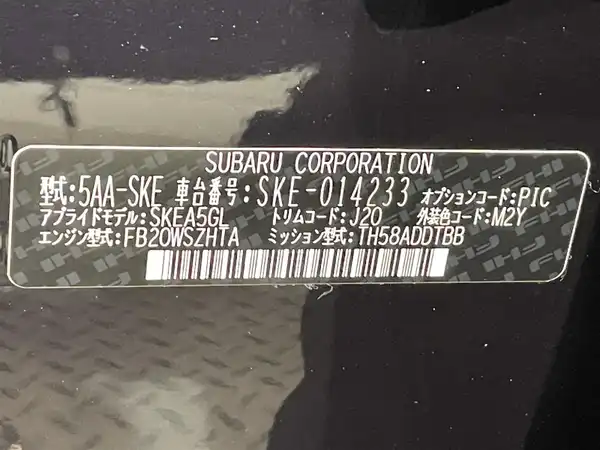 SUBARU CORPORATION
型式:5AA-SKE 車台番号:SKE-014233 オプションコード:PIC
アプライドモデル:SKEA5GL トリムコード:J20 外装色コード:M2Y
エンジン型式:FB20WSZHTA ミッション型式:TH58ADDTBB